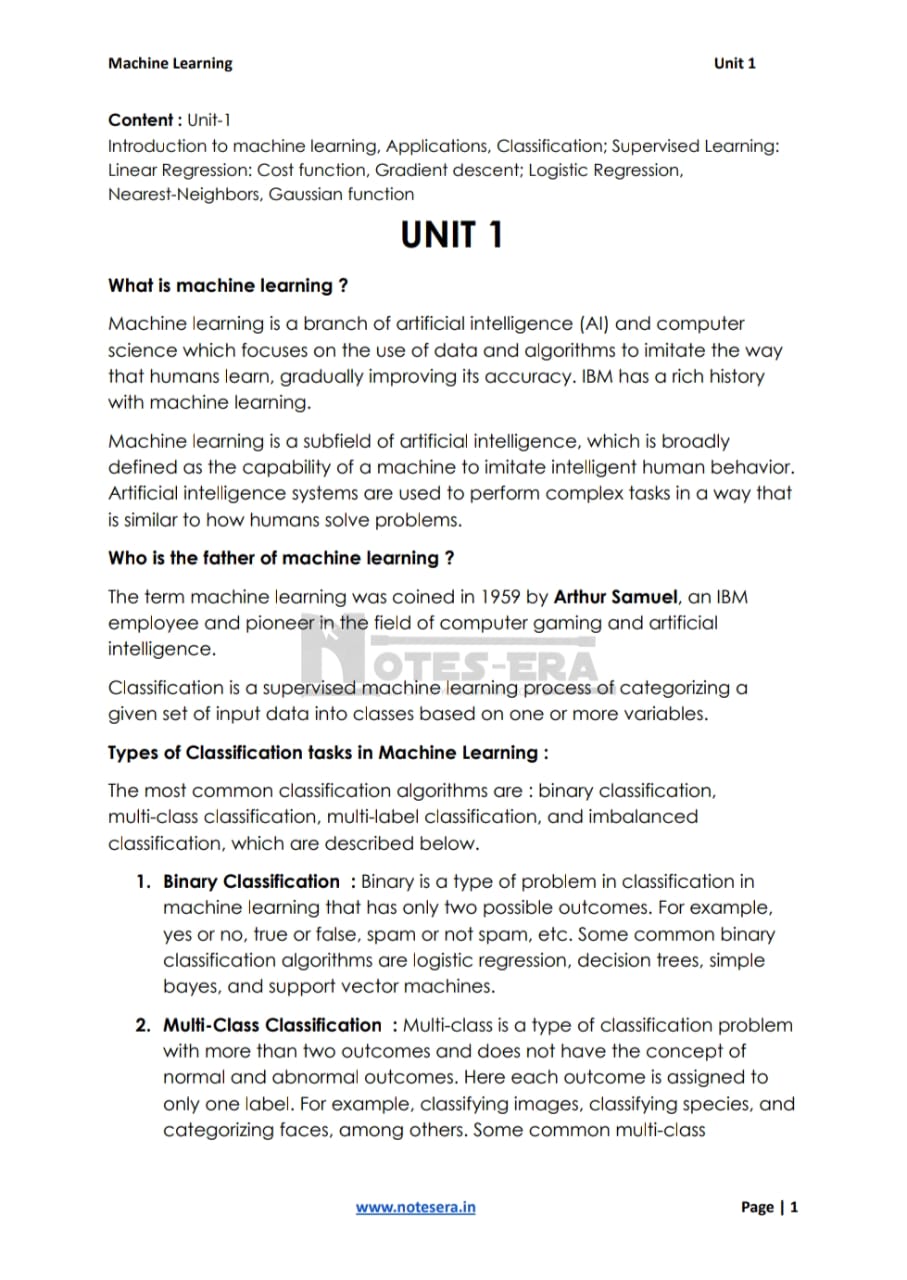 Machine Learning Unit 1
Content : Unit-1
Introduction to machine learning, Applications, Classification; Supervised Learning:
Linear Regression: Cost function, Gradient descent; Logistic Regression,
Nearest-Neighbors, Gaussian function
UNIT 1
What is machine learning ?
Machine learning is a branch of artificial intelligence (AI) and computer
science which focuses on the use of data and algorithms to imitate the way
that humans learn, gradually improving its accuracy. IBM has a rich history
with machine learning.
Machine learning is a subfield of artificial intelligence, which is broadly
defined as the capability of a machine to imitate intelligent human behavior.
Artificial intelligence systems are used to perform complex tasks in a way that
is similar to how humans solve problems.
Who is the father of machine learning ?
The term machine learning was coined in 1959 by Arthur Samuel, an IBM
employee and pioneer in the field of computer gaming and artificial
intelligence.
NOTES-ERA
Classification is a supervised machine learning process of categorizing a
given set of input data into classes based on one or more variables.
Types of Classification tasks in Machine Learning :
The most common classification algorithms are : binary classification,
multi-class classification, multi-label classification, and imbalanced
classification, which are described below.
1. Binary Classification : Binary is a type of problem in classification in
machine learning that has only two possible outcomes. For example,
yes or no, true or false, spam or not spam, etc. Some common binary
classification algorithms are logistic regression, decision trees, simple
bayes, and support vector machines.
2. Multi-Class Classification : Multi-class is a type of classification problem
with more than two outcomes and does not have the concept of
normal and abnormal outcomes. Here each outcome is assigned to
only one label. For example, classifying images, classifying species, and
categorizing faces, among others. Some common multi-class
www.notesera.in Page | 1